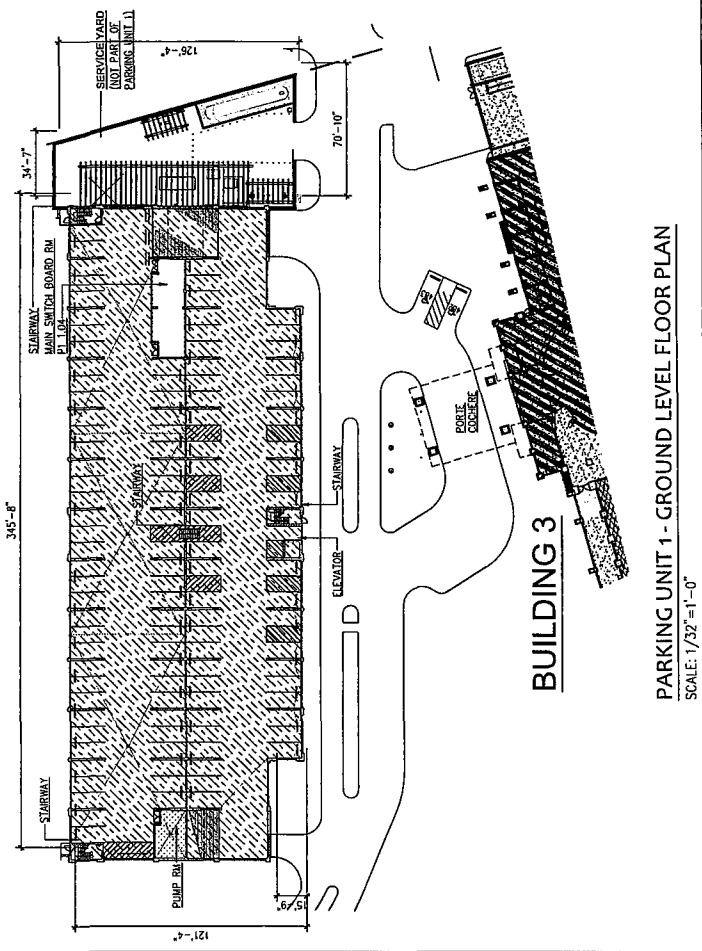 SERVICE YARD
(NOT PART OF
PARKING UNIT 1)
126'-4"
34'-7"
70'-10"
STAIRWAY
MAIN SWITCH BOARD RM
P1 1.04
345'-8"
STAIRWAY
STAIRWAY
ELEVATOR
STAIRWAY
PUMP RM
15'-9"
121'-4"
PORTE
COCHERE
BUILDING 3
PARKING UNIT 1 - GROUND LEVEL FLOOR PLAN
SCALE: 1/32"=1'-0"